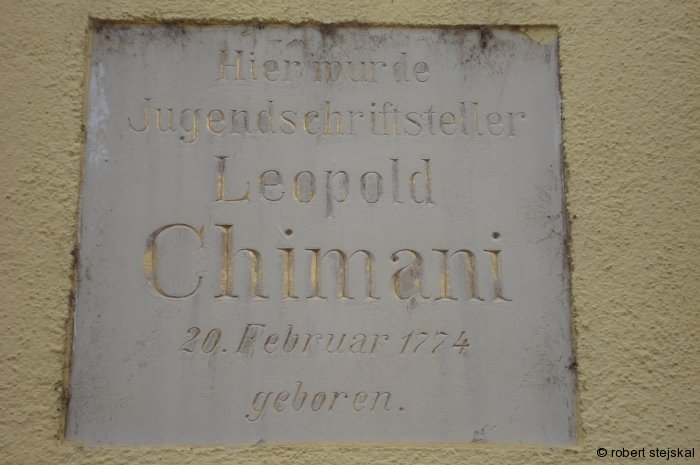 Hier wurde
Jugendschriftsteller
Leopold
Chimani
20. Februar 1774
geboren.
© robert stejskal